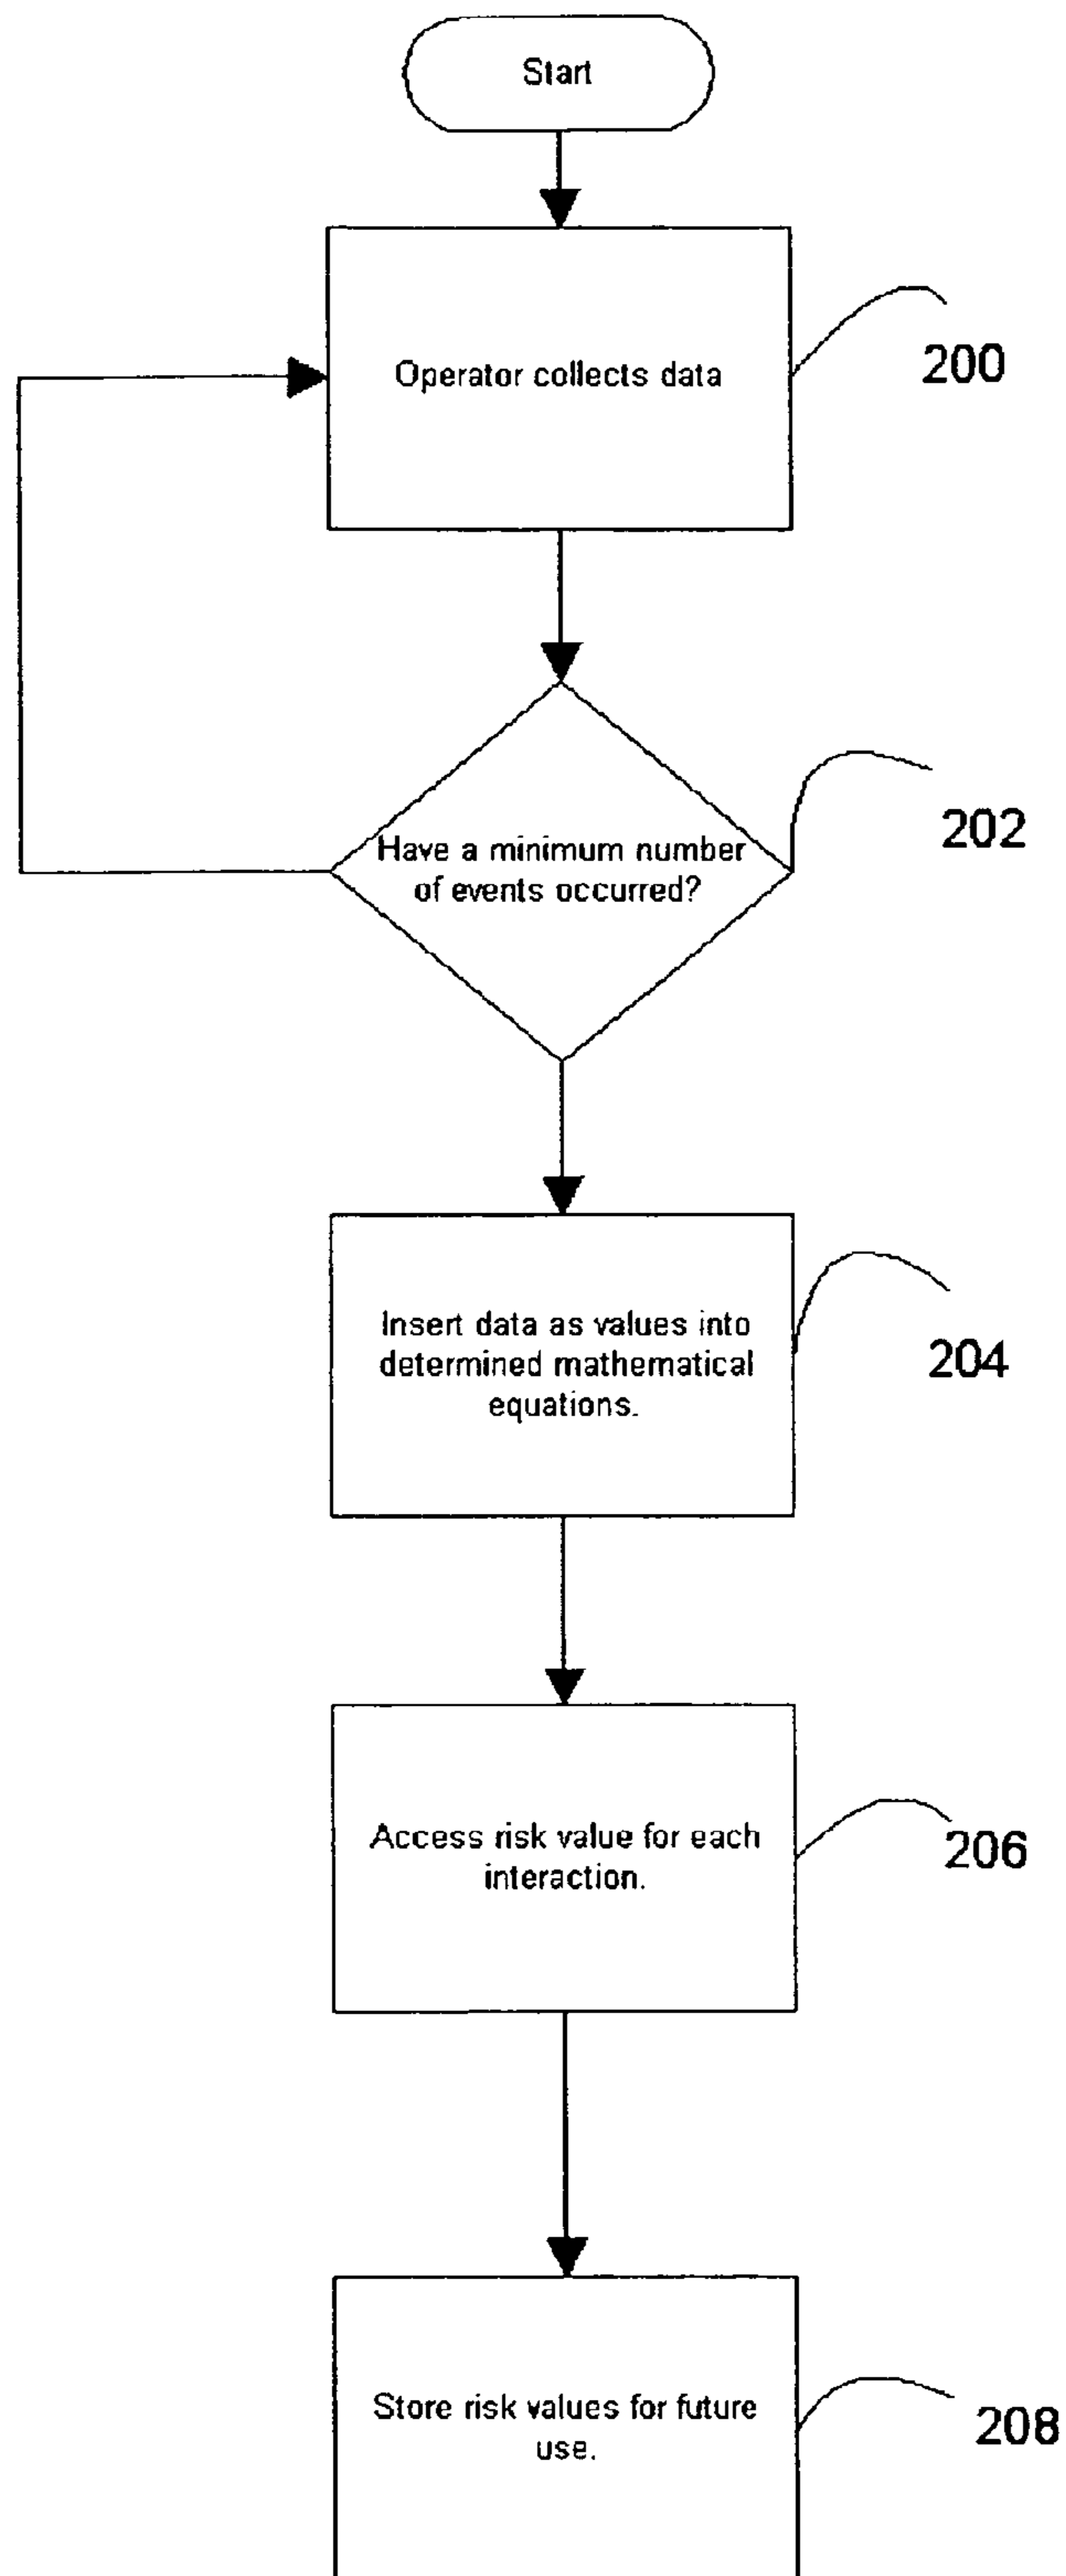 Start
Operator collects data
200
Have a minimum number
of events occurred?
202
Insert data as values into
determined mathematical
equations.
204
Access risk value for each
interaction.
206
Store risk values for future
use.
208